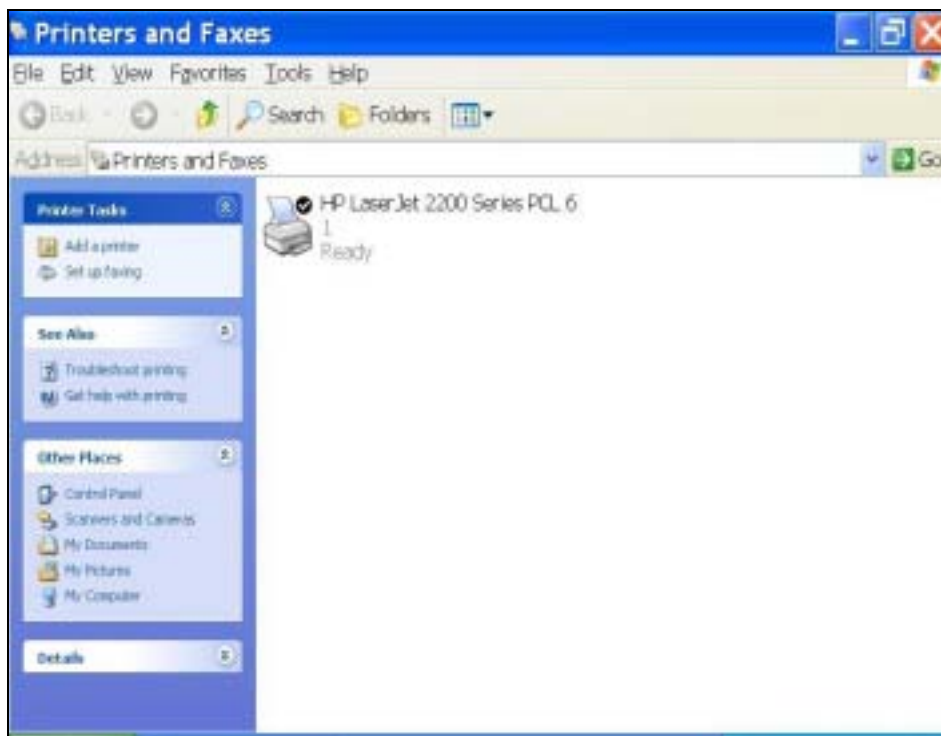 Printers and Faxes
File Edit View Favorites Tools Help
Back Search Folders
Address Printers and Faxes Go
Printer Tasks
Add a printer
Set up faxing
See Also
Troubleshoot printing
Get help with printing
Other Places
Control Panel
Scanners and Cameras
My Documents
My Pictures
My Computer
Details
HP LaserJet 2200 Series PCL 6
1
Ready